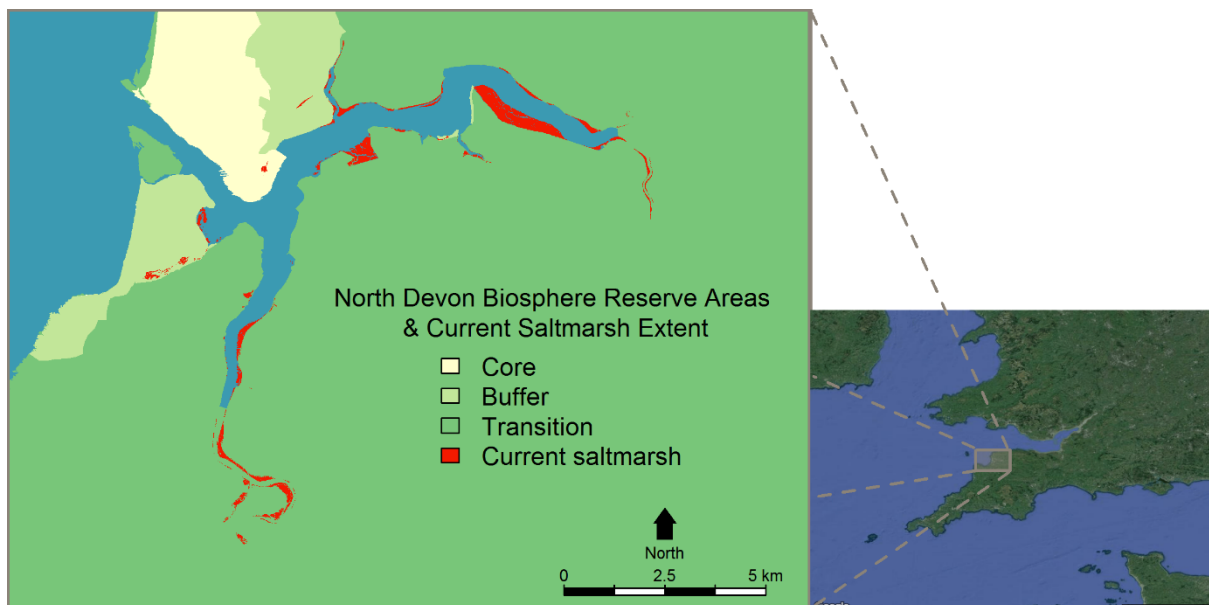 North Devon Biosphere Reserve Areas
& Current Saltmarsh Extent
Core
Buffer
Transition
Current saltmarsh
North
0 2.5 5 km